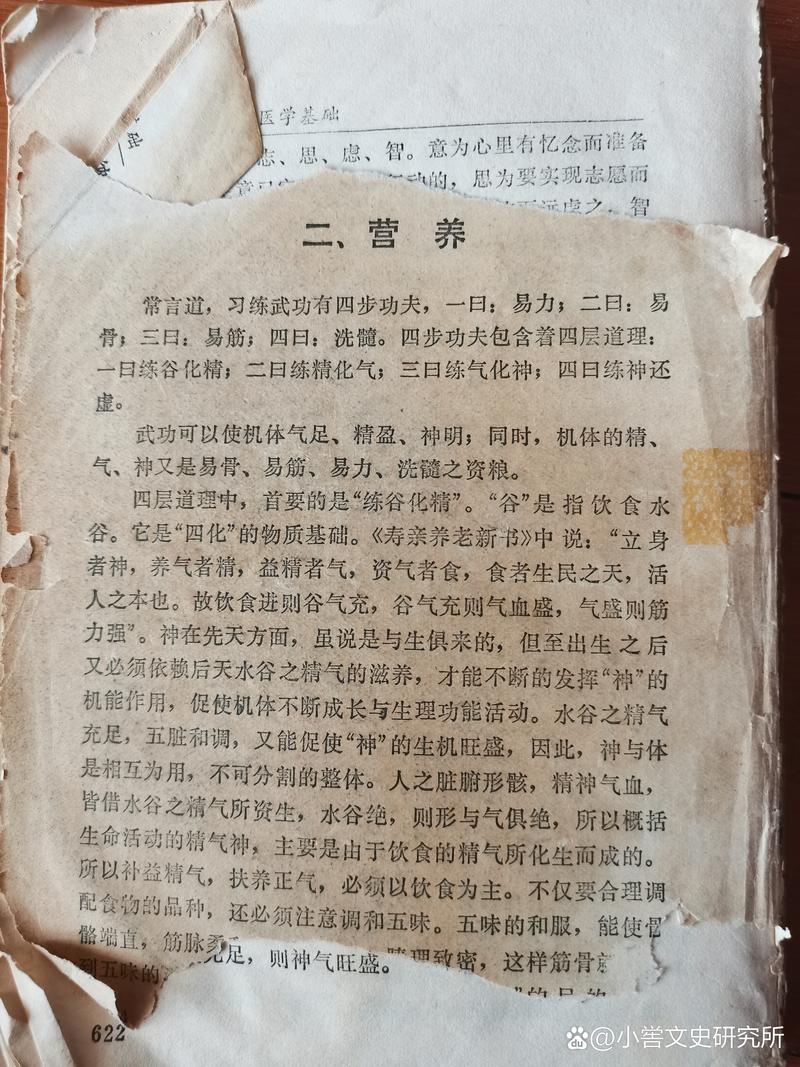 医学基础
志、思、虑、智。意为心里有忆念而准备
动的，思为要实现志愿而
而远虑之，智
二、营 养
常言道，习练武功有四步功夫，一曰：易力；二曰：易
骨；三曰：易筋；四曰：洗髓。四步功夫包含着四层道理：
一曰练谷化精；二曰练精化气；三曰练气化神；四曰练神还
虚。
武功可以使机体气足、精盈、神明；同时，机体的精、
气、神又是易骨、易筋、易力、洗髓之资粮。
四层道理中，首要的是“练谷化精”。“谷”是指饮食水
谷。它是“四化”的物质基础。《寿亲养老新书》中说：“立身
者神，养气者精，益精者气，资气者食，食者生民之天，活
人之本也。故饮食进则谷气充，谷气充则气血盛，气盛则筋
力强”。神在先天方面，虽说是与生俱来的，但至出生之后
又必须依赖后天水谷之精气的滋养，才能不断的发挥“神”的
机能作用，促使机体不断成长与生理功能活动。水谷之精气
充足，五脏和调，又能促使“神”的生机旺盛，因此，神与体
是相互为用，不可分割的整体。人之脏腑形骸，精神气血，
皆借水谷之精气所资生，水谷绝，则形与气俱绝，所以概括
生命活动的精气神，主要是由于饮食的精气所化生而成的。
所以补益精气，扶养正气，必须以饮食为主。不仅要合理调
配食物的品种，还必须注意调和五味。五味的和服，能使骨
骼端直，筋脉
充足，则神气旺盛。腠理致密，这样筋骨
到五味的
622
@小喾文史研究所